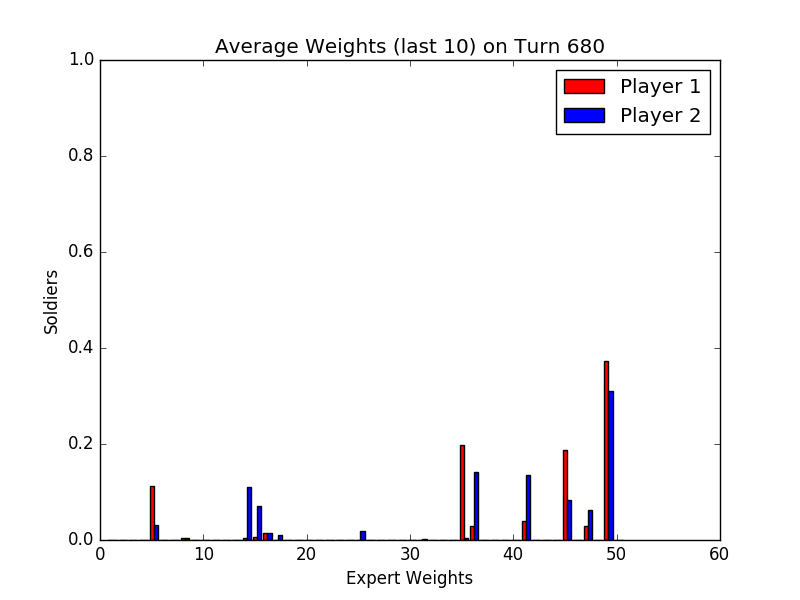 Average Weights (last 10) on Turn 680
1.0
Player 1
Player 2
0.8
0.6
Soldiers
0.4
0.2
0.0
0 10 20 30 40 50 60
Expert Weights